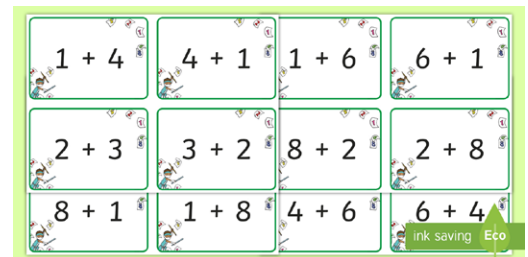 1 + 4
4 + 1
1 + 6
6 + 1
2 + 3
3 + 2
8 + 2
2 + 8
8 + 1
1 + 8
4 + 6
6 + 4
ink saving
Eco